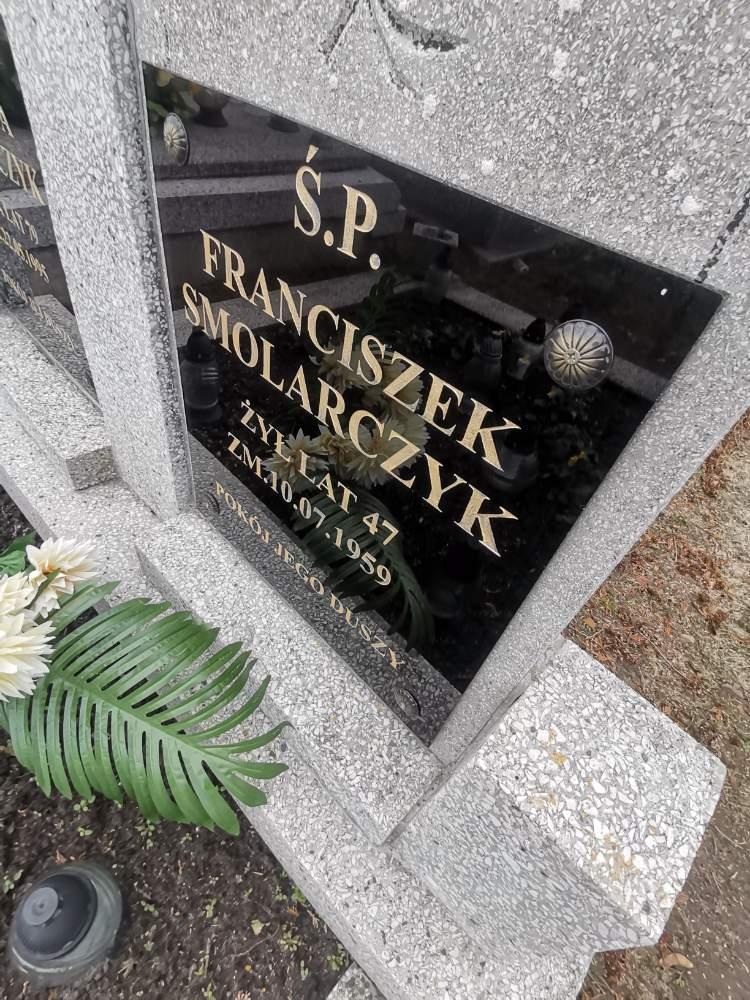 Ś.P.
FRANCISZEK
SMOLARCZYK
ŻYŁ LAT 47
ZM.10.07.1959
POKÓJ JEGO DUSZY